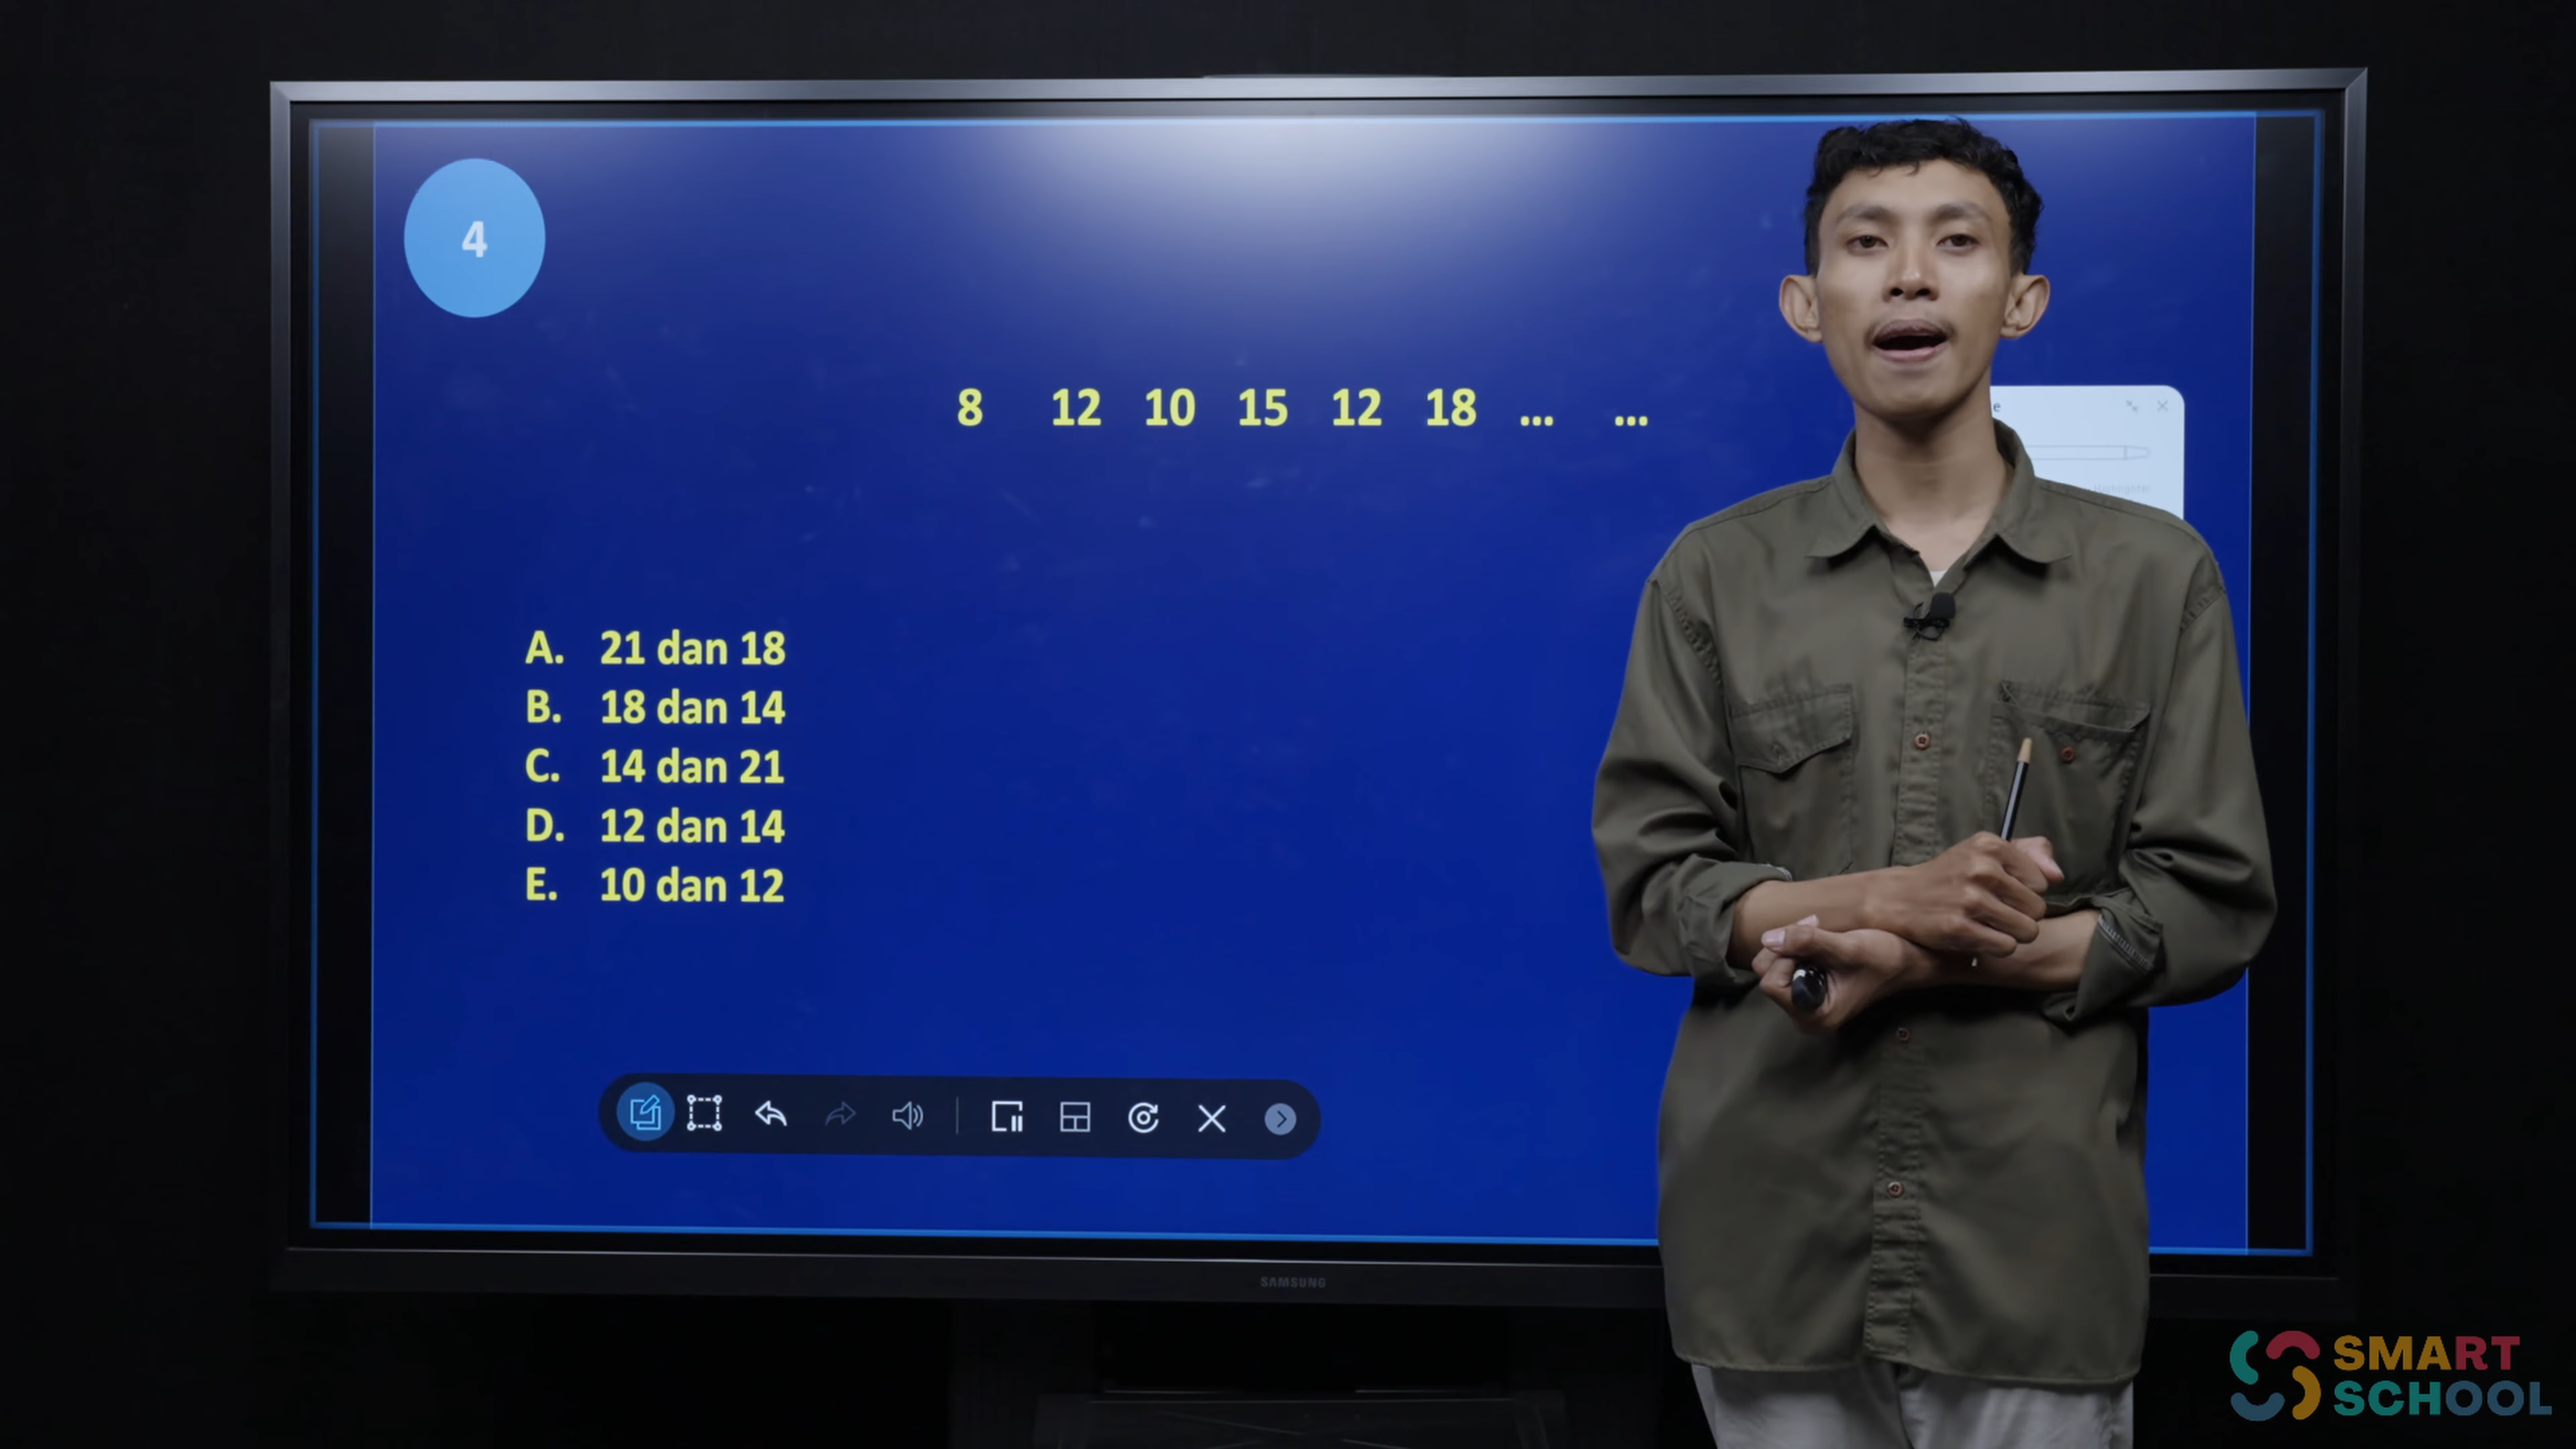 4
8 12 10 15 12 18 ... ...
A. 21 dan 18
B. 18 dan 14
C. 14 dan 21
D. 12 dan 14
E. 10 dan 12
SAMSUNG
SMART
SCHOOL